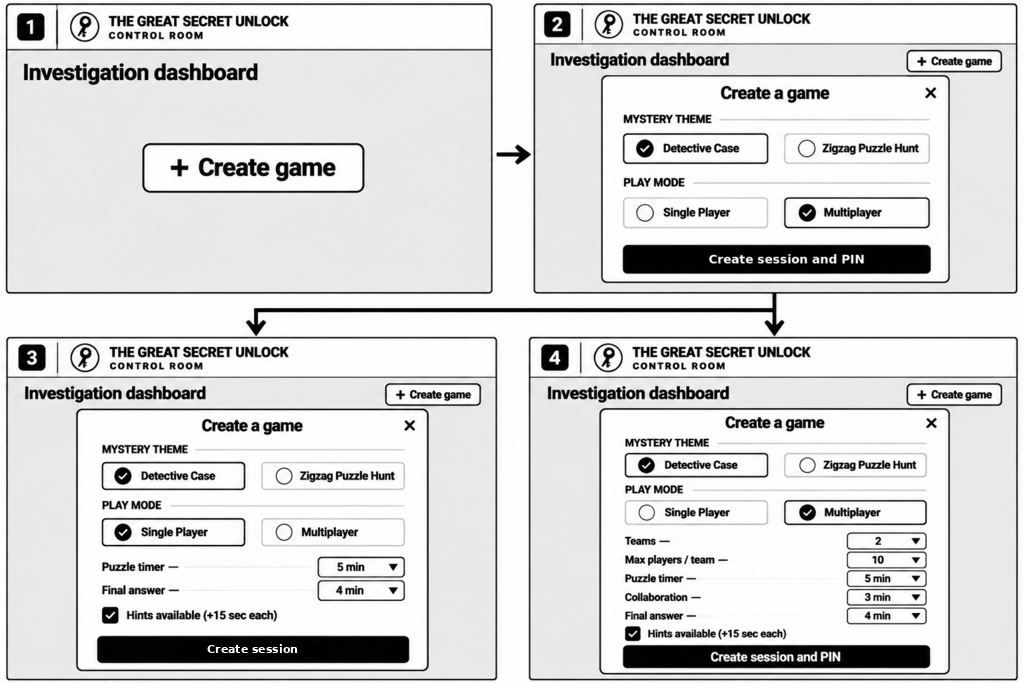 1
THE GREAT SECRET UNLOCK
CONTROL ROOM
Investigation dashboard
+ Create game
2
THE GREAT SECRET UNLOCK
CONTROL ROOM
Investigation dashboard
+ Create game
Create a game
MYSTERY THEME
Detective Case
Zigzag Puzzle Hunt
PLAY MODE
Single Player
Multiplayer
Create session and PIN
3
THE GREAT SECRET UNLOCK
CONTROL ROOM
Investigation dashboard
+ Create game
Create a game
MYSTERY THEME
Detective Case
Zigzag Puzzle Hunt
PLAY MODE
Single Player
Multiplayer
Puzzle timer — 5 min
Final answer — 4 min
Hints available (+15 sec each)
Create session
4
THE GREAT SECRET UNLOCK
CONTROL ROOM
Investigation dashboard
+ Create game
Create a game
MYSTERY THEME
Detective Case
Zigzag Puzzle Hunt
PLAY MODE
Single Player
Multiplayer
Teams — 2
Max players / team — 10
Puzzle timer — 5 min
Collaboration — 3 min
Final answer — 4 min
Hints available (+15 sec each)
Create session and PIN